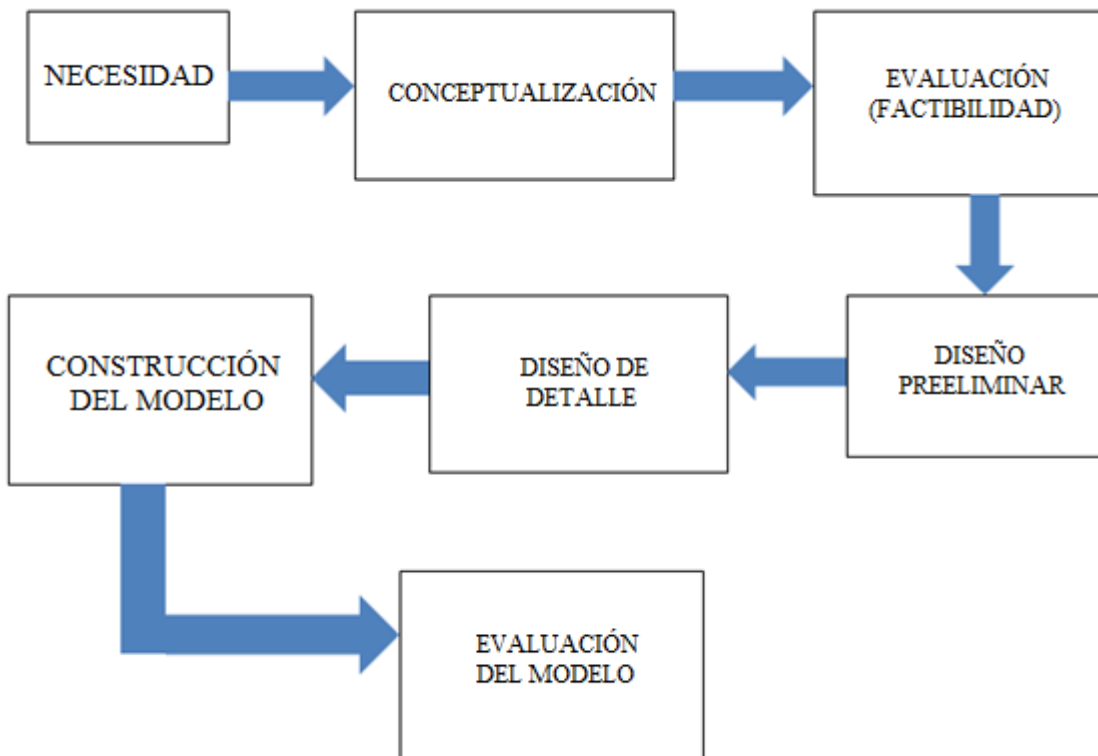 NECESIDAD
CONCEPTUALIZACIÓN
EVALUACIÓN
(FACTIBILIDAD)
DISEÑO
PREELIMINAR
DISEÑO DE
DETALLE
CONSTRUCCIÓN
DEL MODELO
EVALUACIÓN
DEL MODELO